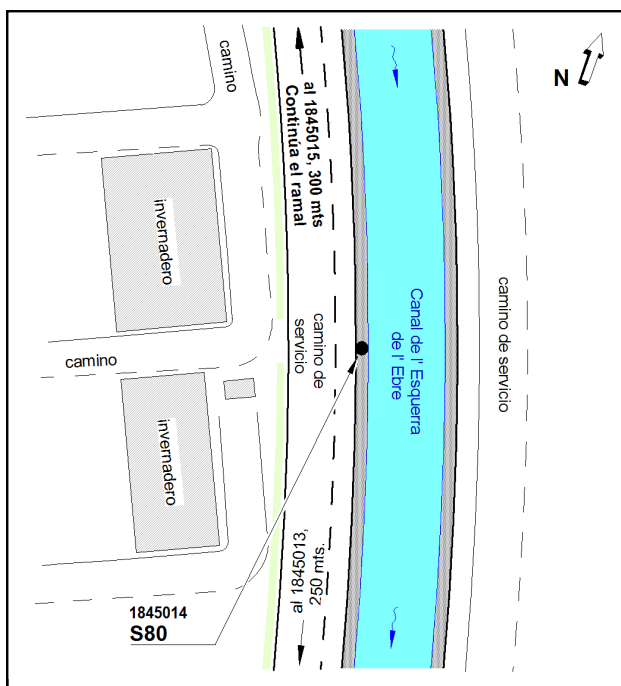 camino
N
al 1845015, 300 mts
Continúa el ramal
invernadero
camino de servicio
Canal de l' Esquerra
de l' Ebre
camino de
servicio
camino
invernadero
al 1845013,
250 mts.
1845014
S80